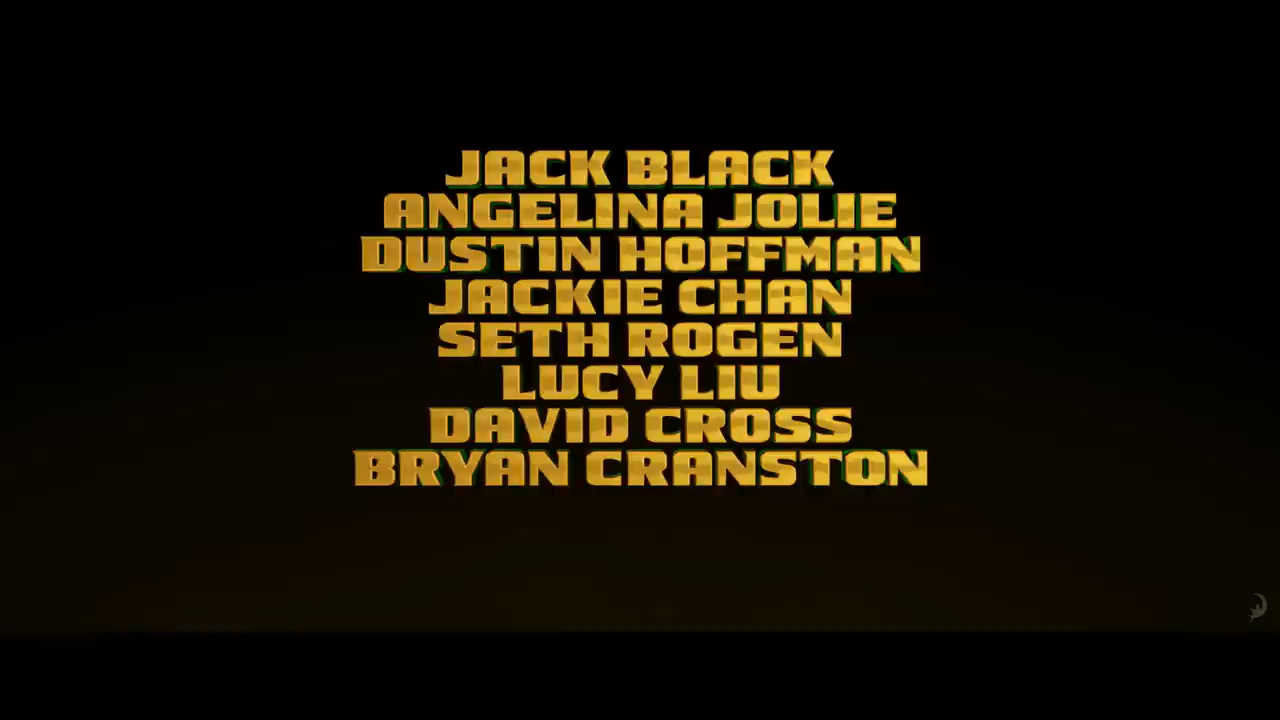 JACK BLACK
ANGELINA JOLIE
DUSTIN HOFFMAN
JACKIE CHAN
SETH ROGEN
LUCY LIU
DAVID CROSS
BRYAN CRANSTON